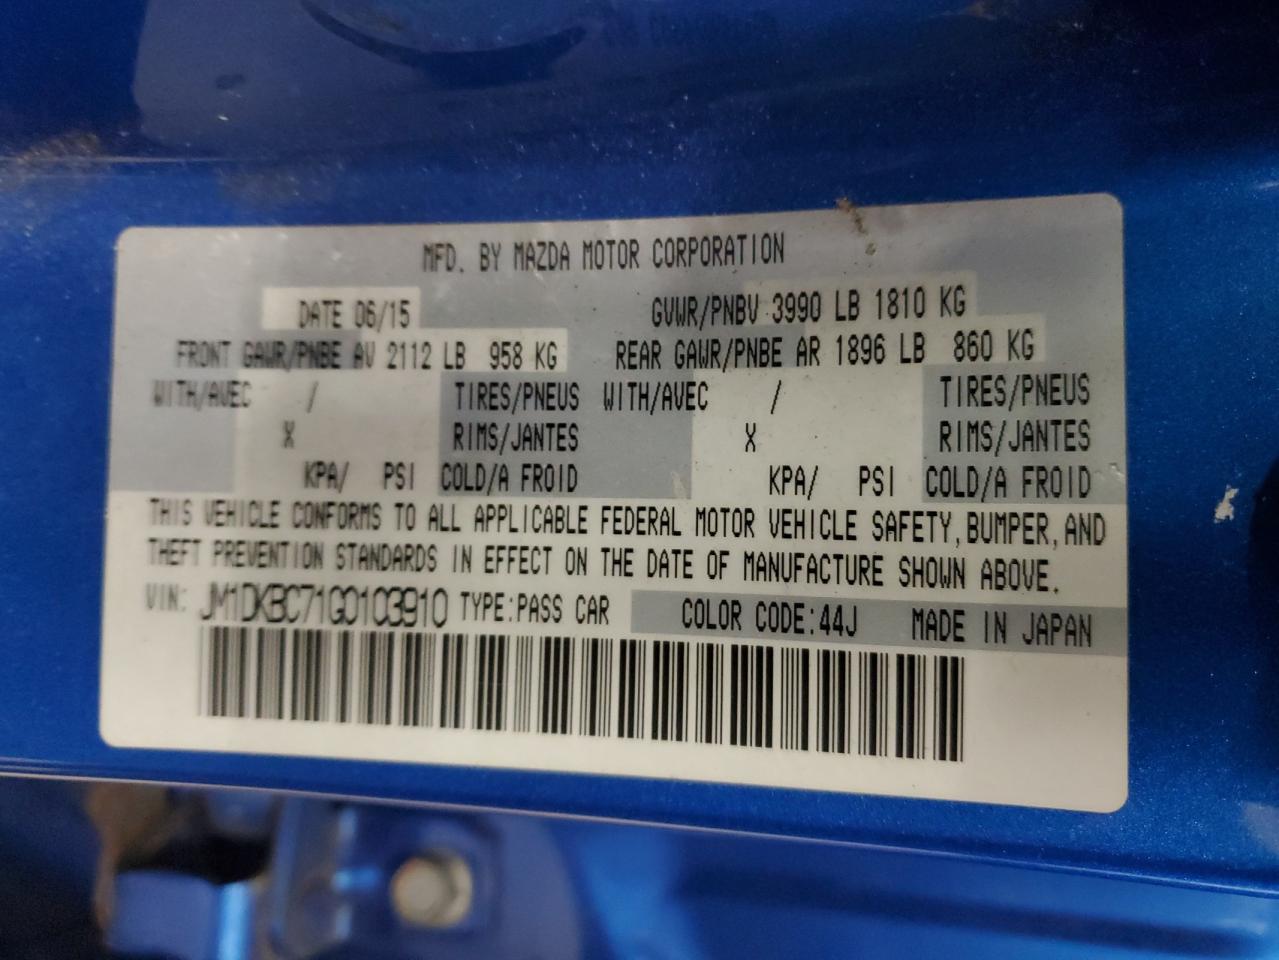 MFD. BY MAZDA MOTOR CORPORATION
DATE 06/15 GVWR/PNBV 3990 LB 1810 KG
FRONT GAWR/PNBE AV 2112 LB 958 KG REAR GAWR/PNBE AR 1896 LB 860 KG
WITH/AVEC / TIRES/PNEUS WITH/AVEC / TIRES/PNEUS
X RIMS/JANTES X RIMS/JANTES
KPA/ PSI COLD/A FROID KPA/ PSI COLD/A FROID
THIS VEHICLE CONFORMS TO ALL APPLICABLE FEDERAL MOTOR VEHICLE SAFETY, BUMPER, AND
THEFT PREVENTION STANDARDS IN EFFECT ON THE DATE OF MANUFACTURE SHOWN ABOVE.
VIN: JM1DKBC71G0103910 TYPE:PASS CAR COLOR CODE:44J MADE IN JAPAN